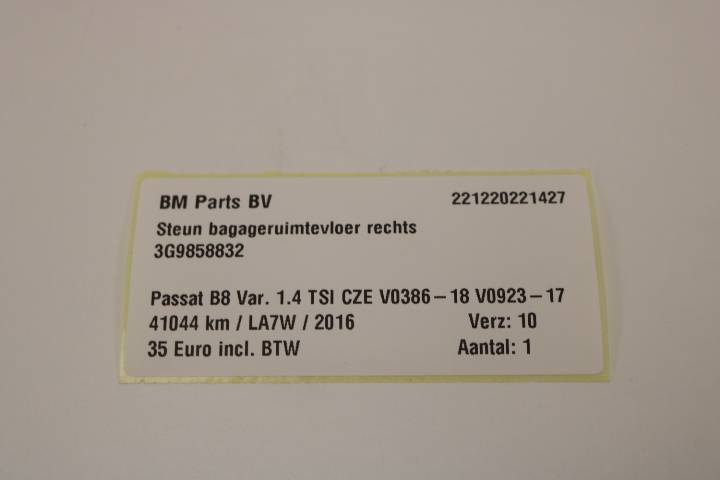 BM Parts BV 221220221427
Steun bagageruimtevloer rechts
3G9858832
Passat B8 Var. 1.4 TSI CZE V0386-18 V0923-17
41044 km / LA7W / 2016 Verz: 10
35 Euro incl. BTW Aantal: 1